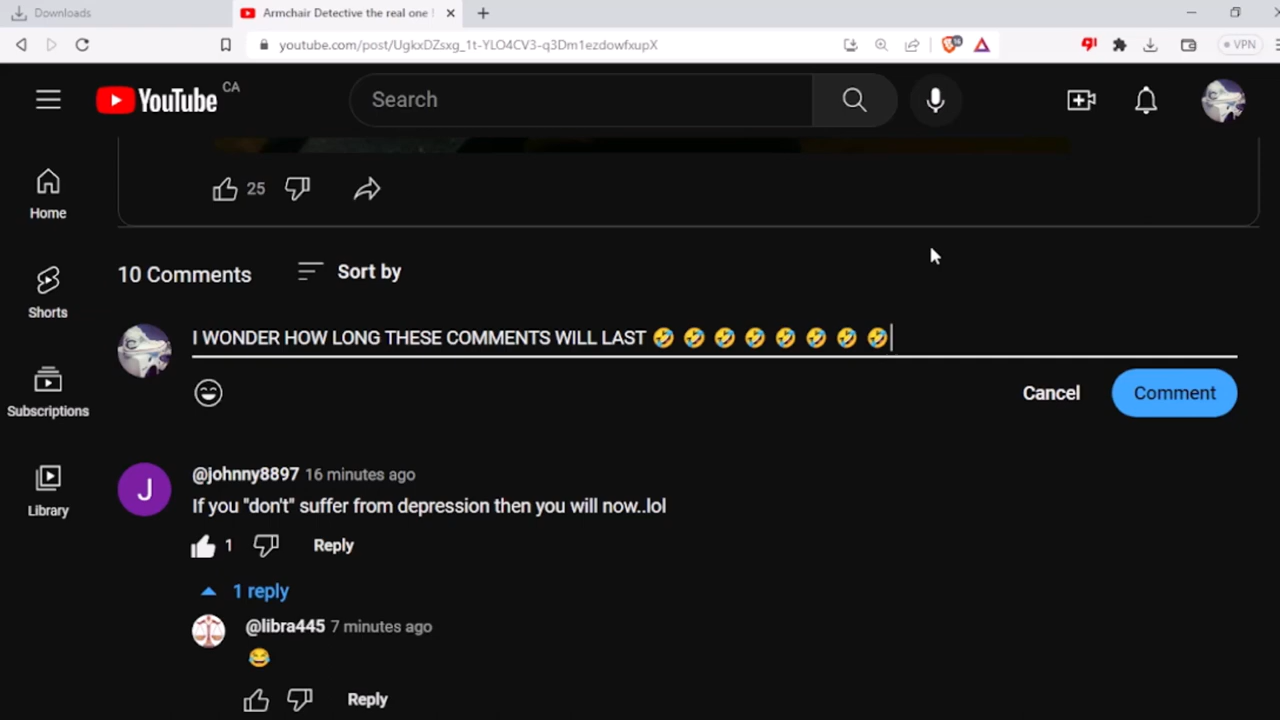 Downloads
Armchair Detective the real one
youtube.com/post/UgkxDZsxg_1t-YLO4CV3-q3Dm1ezdowfxupX
VPN
YouTube CA
Search
Home
Shorts
Subscriptions
Library
25
10 Comments
Sort by
I WONDER HOW LONG THESE COMMENTS WILL LAST 🤣 🤣 🤣 🤣 🤣 🤣 🤣 🤣
Cancel
Comment
J
@johnny8897 16 minutes ago
If you "don't" suffer from depression then you will now..lol
1
Reply
1 reply
@libra445 7 minutes ago
😂
Reply